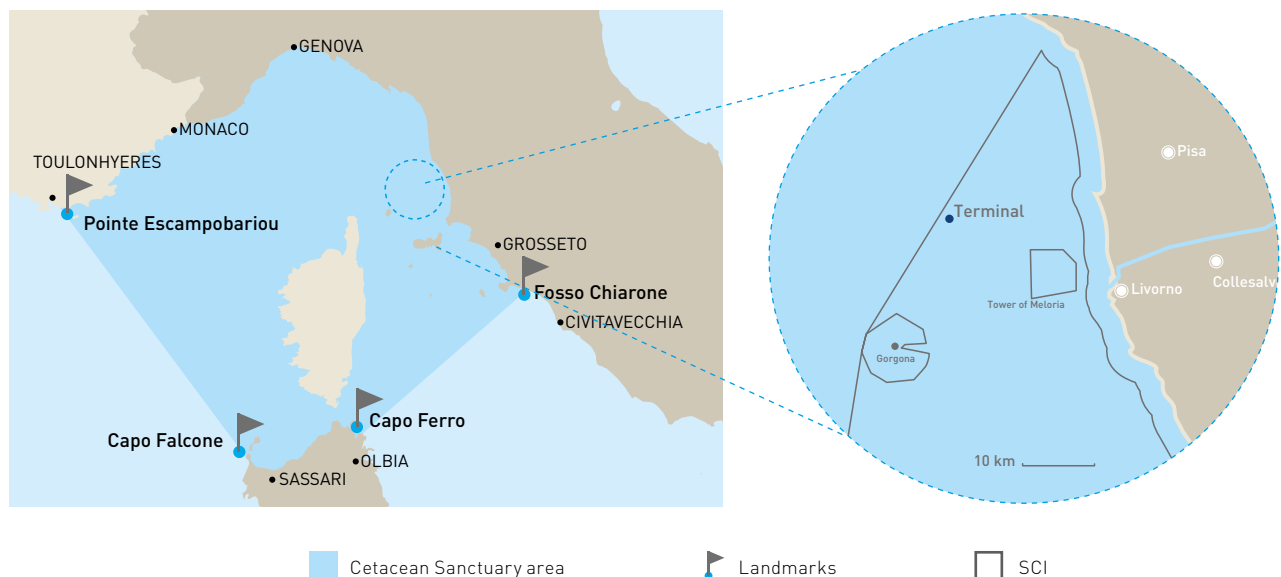 GENOVA
MONACO
TOULONHYERES
Pointe Escampobariou
GROSSETO
Fosso Chiarone
CIVITAVECCHIA
Capo Ferro
Capo Falcone
OLBIA
SASSARI
Pisa
Terminal
Collesalv
Livorno
Tower of Meloria
Gorgona
10 km
Cetacean Sanctuary area
Landmarks
SCI